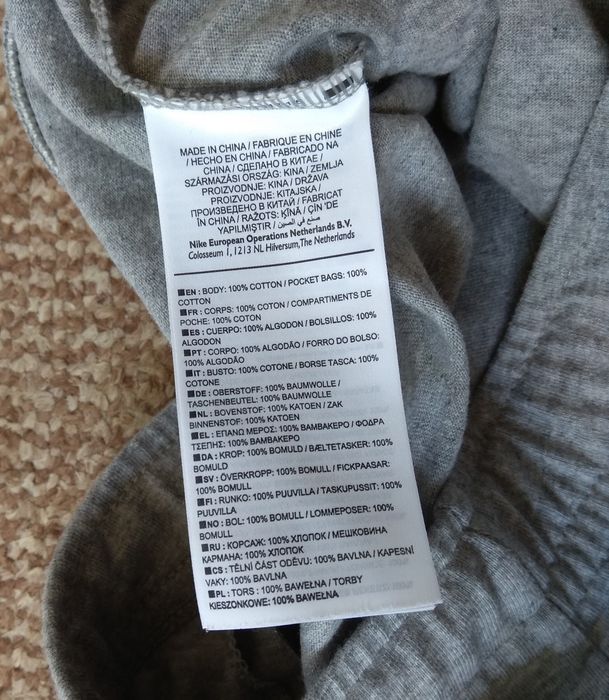 MADE IN CHINA / FABRIQUE EN CHINE
/ HECHO EN CHINA / FABRICADO NA
CHINA / СДЕЛАНО В КИТАЕ /
SZÁRMAZÁSI ORSZÁG: KINA / ZEMLJA
PROIZVODNJE: KINA / DRŽAVA
PROIZVODNJE: KITAJSKA /
ПРОИЗВЕДЕНО В КИТАЙ / FABRICAT
ÎN CHINA / RAŽOTS: ĶĪNĀ / ÇİN 'DE
YAPILMIŞTIR / صنع في الصين
Nike European Operations Netherlands B.V.
Colosseum 1, 1213 NL Hilversum, The Netherlands
■EN : BODY: 100% COTTON / POCKET BAGS: 100%
COTTON
■FR : CORPS: 100% COTON / COMPARTIMENTS DE
POCHE: 100% COTON
■ES : CUERPO: 100% ALGODON / BOLSILLOS: 100%
ALGODON
■PT : CORPO: 100% ALGODÃO / FORRO DO BOLSO:
100% ALGODÃO
■IT : BUSTO: 100% COTONE / BORSE TASCA: 100%
COTONE
■DE : OBERSTOFF: 100% BAUMWOLLE /
TASCHENBEUTEL: 100% BAUMWOLLE
■NL : BOVENSTOF: 100% KATOEN / ZAK
BINNENSTOF: 100% KATOEN
■EL : ΕΠΑΝΩ ΜΕΡΟΣ: 100% ΒΑΜΒΑΚΕΡΟ / ΦΟΔΡΑ
ΤΣΕΠΗΣ: 100% ΒΑΜΒΑΚΕΡΟ
■DA : KROP: 100% BOMULD / BÆLTETASKER: 100%
BOMULD
■SV : ÖVERKROPP: 100% BOMULL / FICKPAASAR:
100% BOMULL
■FI : RUNKO: 100% PUUVILLA / TASKUPUSSIT: 100%
PUUVILLA
■NO : BOL: 100% BOMULL / LOMMEPOSER: 100%
BOMULL
■RU : КОРСАЖ: 100% ХЛОПОК / МЕШКОВИНА
КАРМАНА: 100% ХЛОПОК
■CS : TĚLNÍ ČÁST ODĚVU: 100% BAVLNA / KAPESNÍ
VAKY: 100% BAVLNA
■PL : TORS : 100% BAWEŁNA / TORBY
KIESZONKOWE: 100% BAWEŁNA